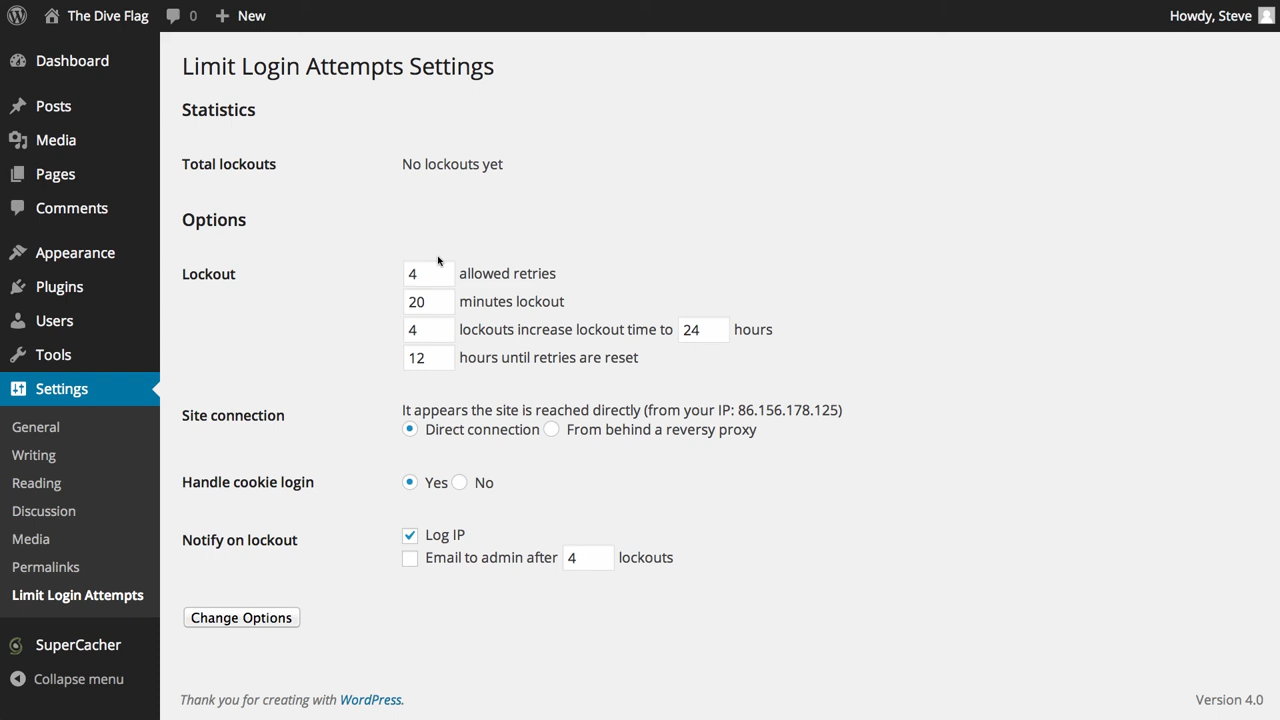 The Dive Flag 0 New Howdy, Steve
Dashboard
Posts
Media
Pages
Comments
Appearance
Plugins
Users
Tools
Settings
General
Writing
Reading
Discussion
Media
Permalinks
Limit Login Attempts
SuperCacher
Collapse menu
Limit Login Attempts Settings
Statistics
Total lockouts No lockouts yet
Options
Lockout 4 allowed retries
20 minutes lockout
4 lockouts increase lockout time to 24 hours
12 hours until retries are reset
Site connection It appears the site is reached directly (from your IP: 86.156.178.125)
Direct connection From behind a reversy proxy
Handle cookie login Yes No
Notify on lockout Log IP
Email to admin after 4 lockouts
Change Options
Thank you for creating with WordPress. Version 4.0